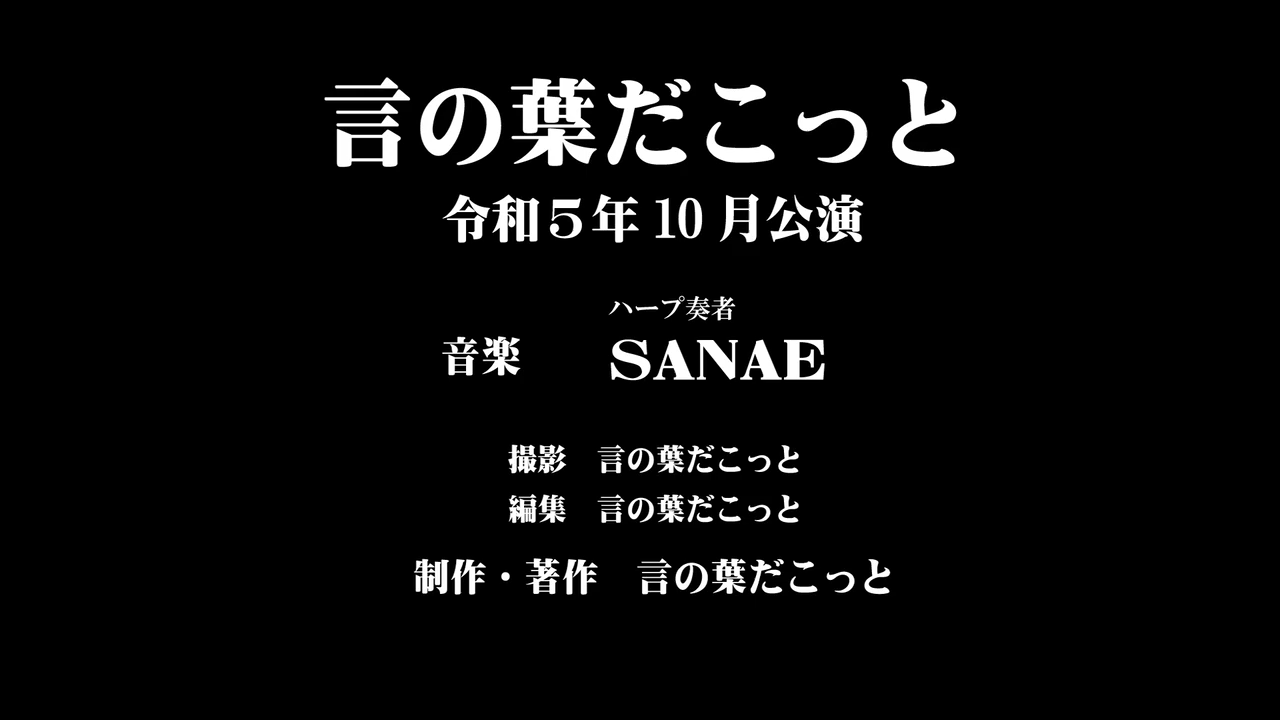 言の葉だこっと
令和５年 10 月公演
ハープ奏者
音楽　SANAE
撮影　言の葉だこっと
編集　言の葉だこっと
制作・著作　言の葉だこっと